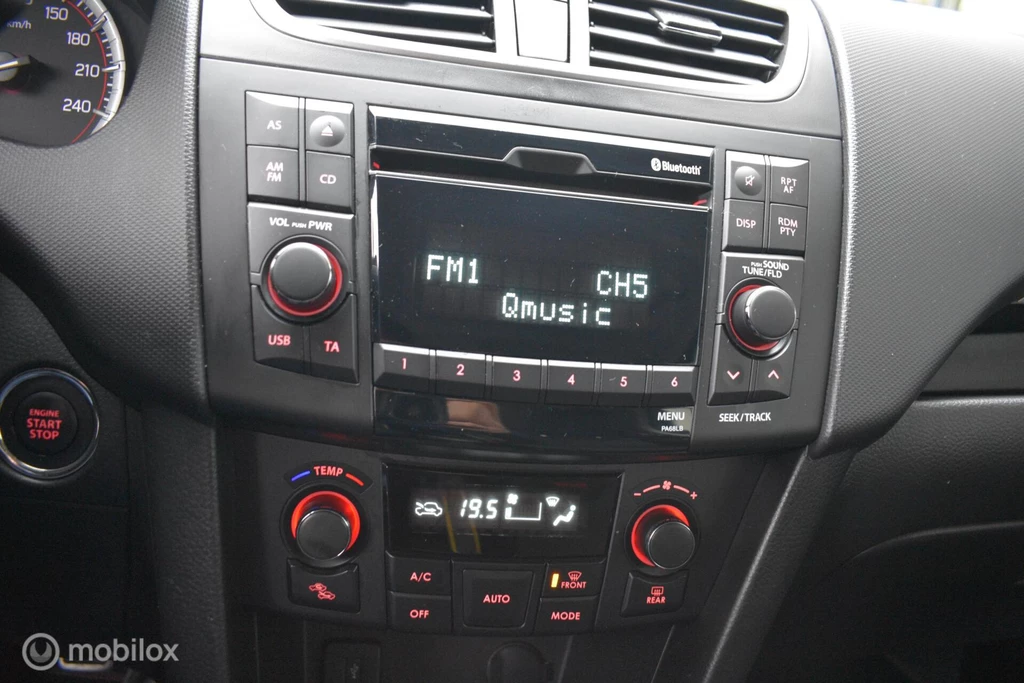 150
km/h
180
210
240
AS
AM
FM
CD
Bluetooth
RPT
AF
DISP
RDM
PTY
VOL PUSH PWR
PUSH SOUND
TUNE/FLD
FM1
CH5
Qmusic
USB
TA
1
2
3
4
5
6
MENU
PA68LB
SEEK/TRACK
ENGINE
START
STOP
TEMP
19.5
- +
A/C
OFF
AUTO
FRONT
MODE
REAR
mobilox